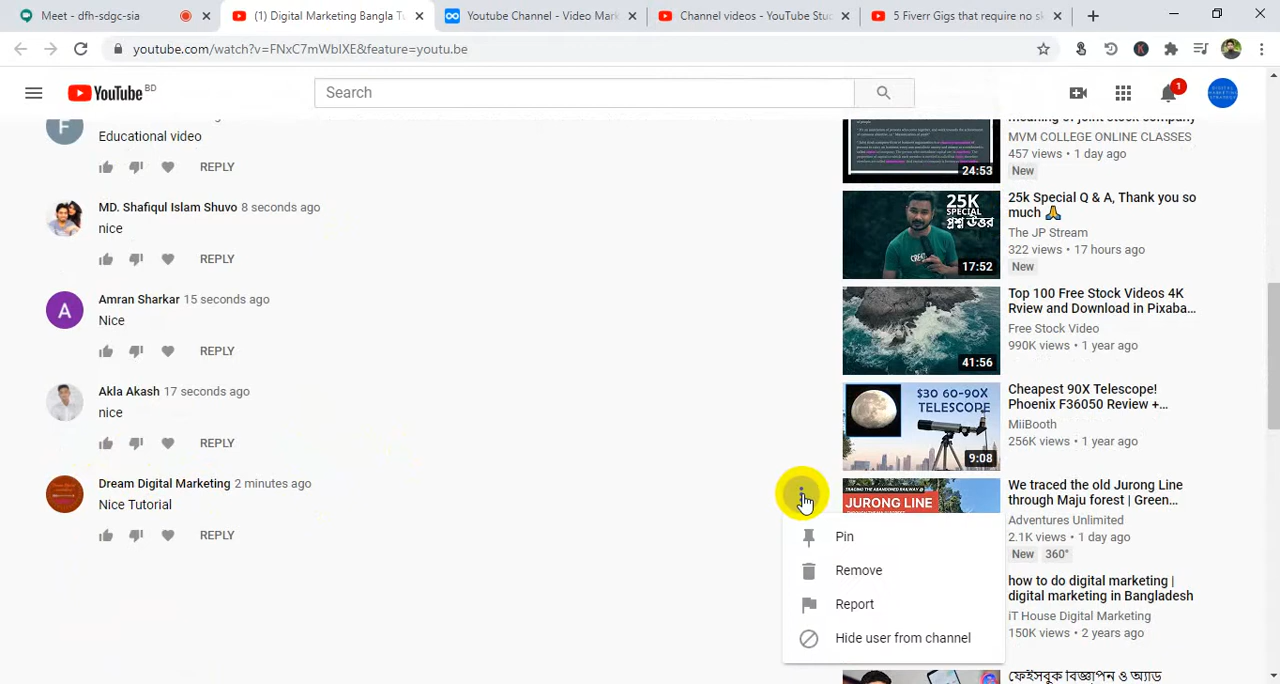 Meet - dfh-sdgc-sia
(1) Digital Marketing Bangla Tu
Youtube Channel - Video Mark
Channel videos - YouTube Stud
5 Fiverr Gigs that require no sk
youtube.com/watch?v=FNxC7mWbIXE&feature=youtu.be
YouTube BD
Search
1
Educational video
REPLY
MD. Shafiqul Islam Shuvo 8 seconds ago
nice
REPLY
Amran Sharkar 15 seconds ago
Nice
REPLY
Akla Akash 17 seconds ago
nice
REPLY
Dream Digital Marketing 2 minutes ago
Nice Tutorial
REPLY
Pin
Remove
Report
Hide user from channel
24:53
meaning of joint stock company
MVM COLLEGE ONLINE CLASSES
457 views • 1 day ago
New
25K
SPECIAL
প্রশ্ন উত্তর
17:52
25k Special Q & A, Thank you so
much 🙏
The JP Stream
322 views • 17 hours ago
New
41:56
Top 100 Free Stock Videos 4K
Rview and Download in Pixaba...
Free Stock Video
990K views • 1 year ago
$30 60-90X
TELESCOPE
9:08
Cheapest 90X Telescope!
Phoenix F36050 Review +...
MiiBooth
256K views • 1 year ago
TRACING THE ABANDONED RAILWAY @
JURONG LINE
We traced the old Jurong Line
through Maju forest | Green...
Adventures Unlimited
2.1K views • 1 day ago
New 360°
how to do digital marketing |
digital marketing in Bangladesh
iT House Digital Marketing
150K views • 2 years ago
ফেইসবুক বিজ্ঞাপন ও অ্যাড